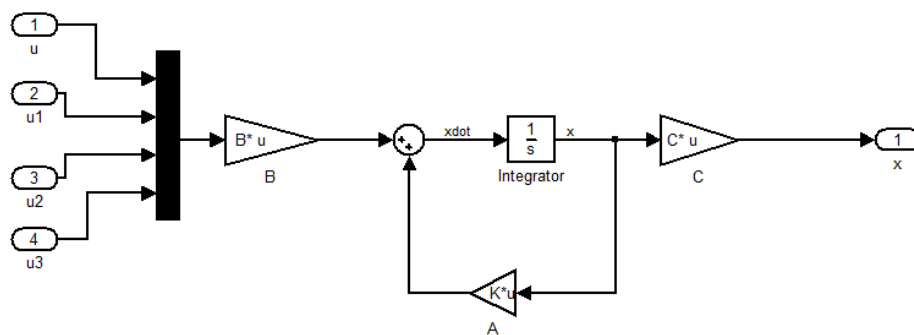 1
u
2
u1
3
u2
4
u3
B* u
B
++
xdot
1
s
Integrator
x
C* u
C
1
x
K*u
A